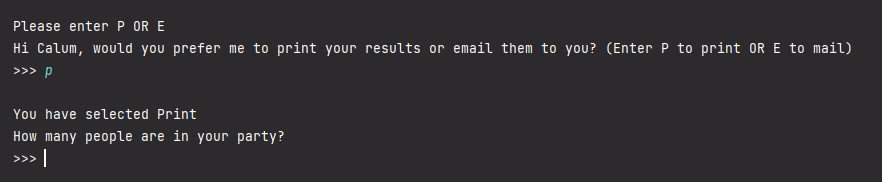 Please enter P OR E
Hi Calum, would you prefer me to print your results or email them to you? (Enter P to print OR E to mail)
>>> p
You have selected Print
How many people are in your party?
>>>